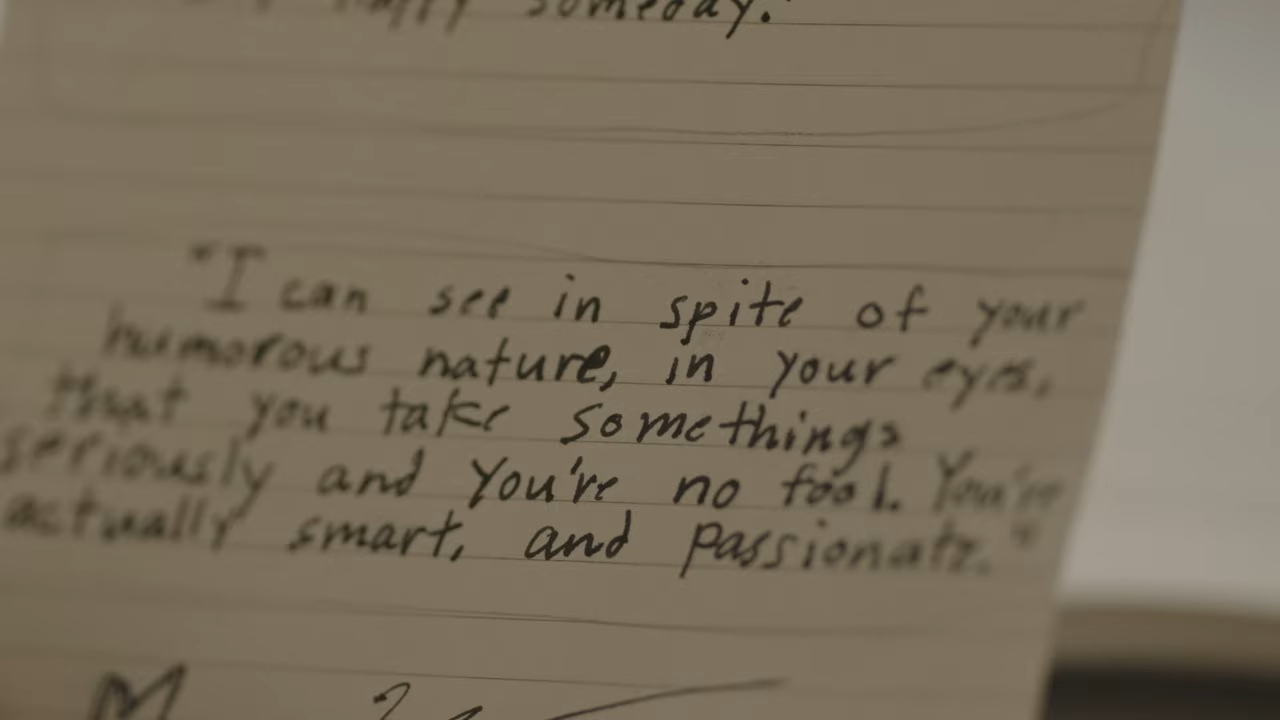 happy someday."
"I can see in spite of your
humorous nature, in your eyes,
that you take somethings
seriously and you're no fool. You're
actually smart, and passionate."